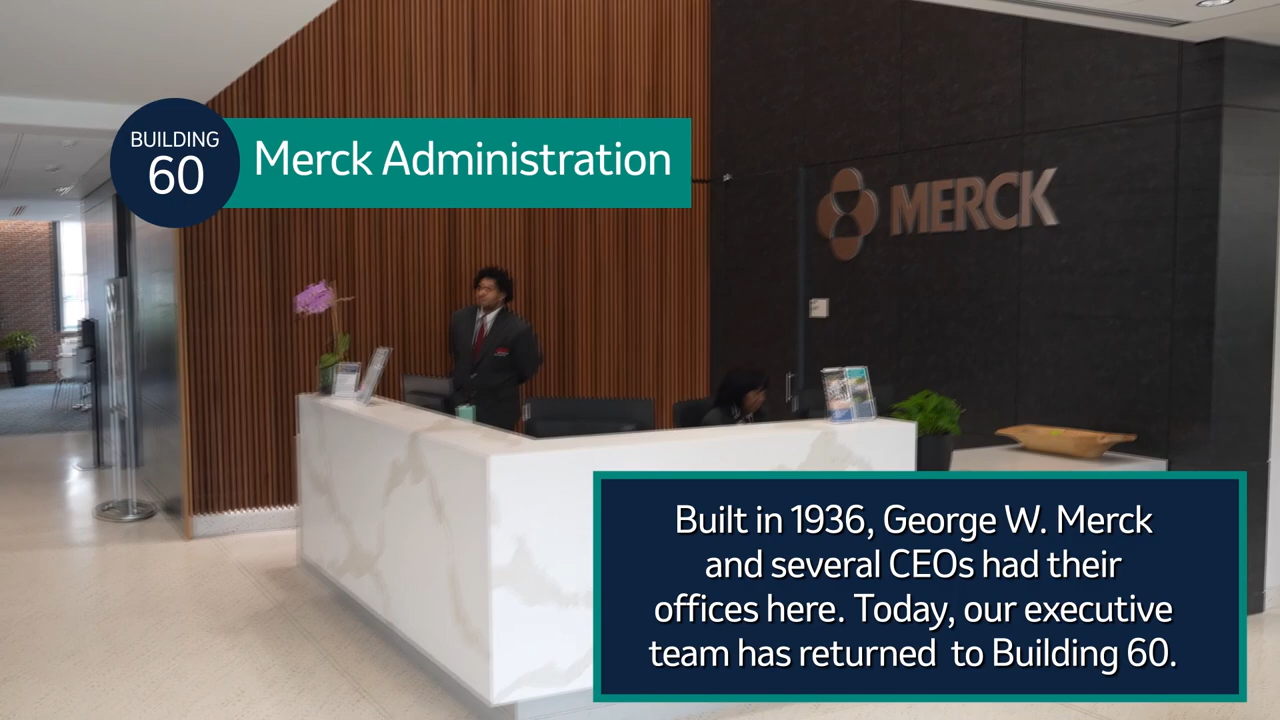 BUILDING
60
Merck Administration
MERCK
Built in 1936, George W. Merck
and several CEOs had their
offices here. Today, our executive
team has returned  to Building 60.